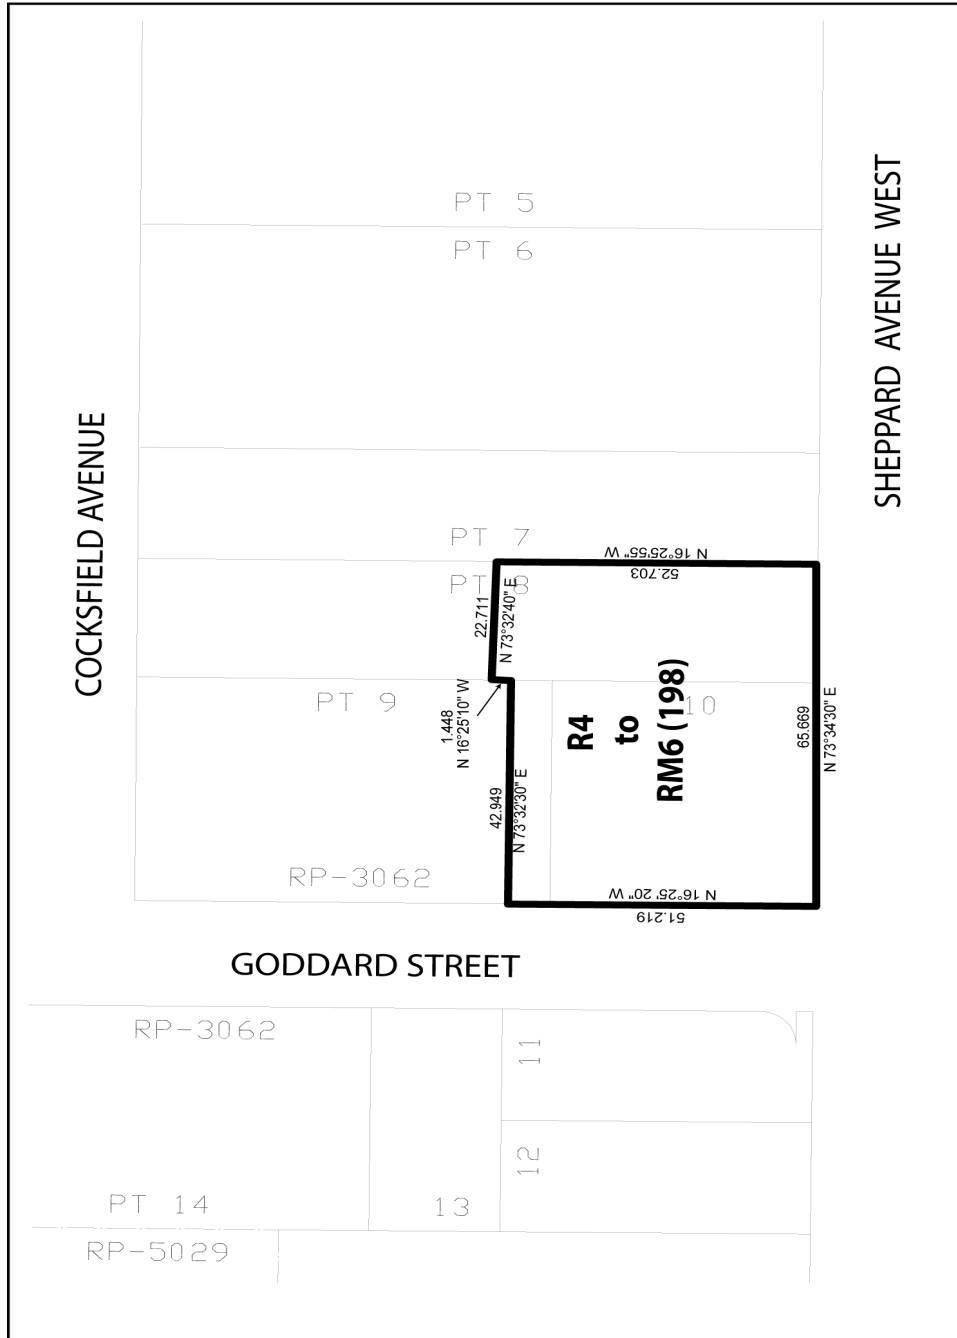 PT 5
PT 6
SHEPPARD AVENUE WEST
COCKSFIELD AVENUE
PT 7
N 16°25'55" W
52.703
PT 8
22.711
N 73°32'40" E
PT 9
1.448
N 16°25'10" W
10
R4
to
RM6 (198)
65.669
N 73°34'30" E
42.949
N 73°32'30" E
RP-3062
N 16°25' 20" W
51.219
GODDARD STREET
RP-3062
11
12
PT 14
13
RP-5029